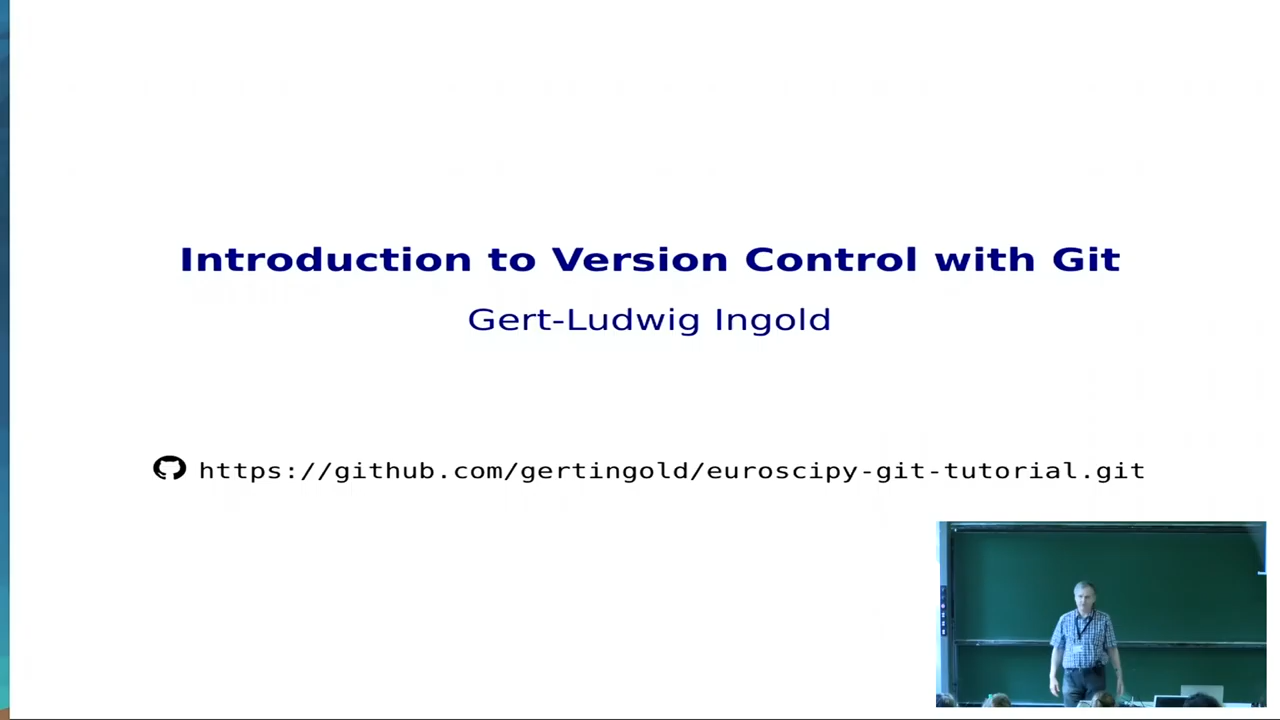 Introduction to Version Control with Git
Gert-Ludwig Ingold
https://github.com/gertingold/euroscipy-git-tutorial.git